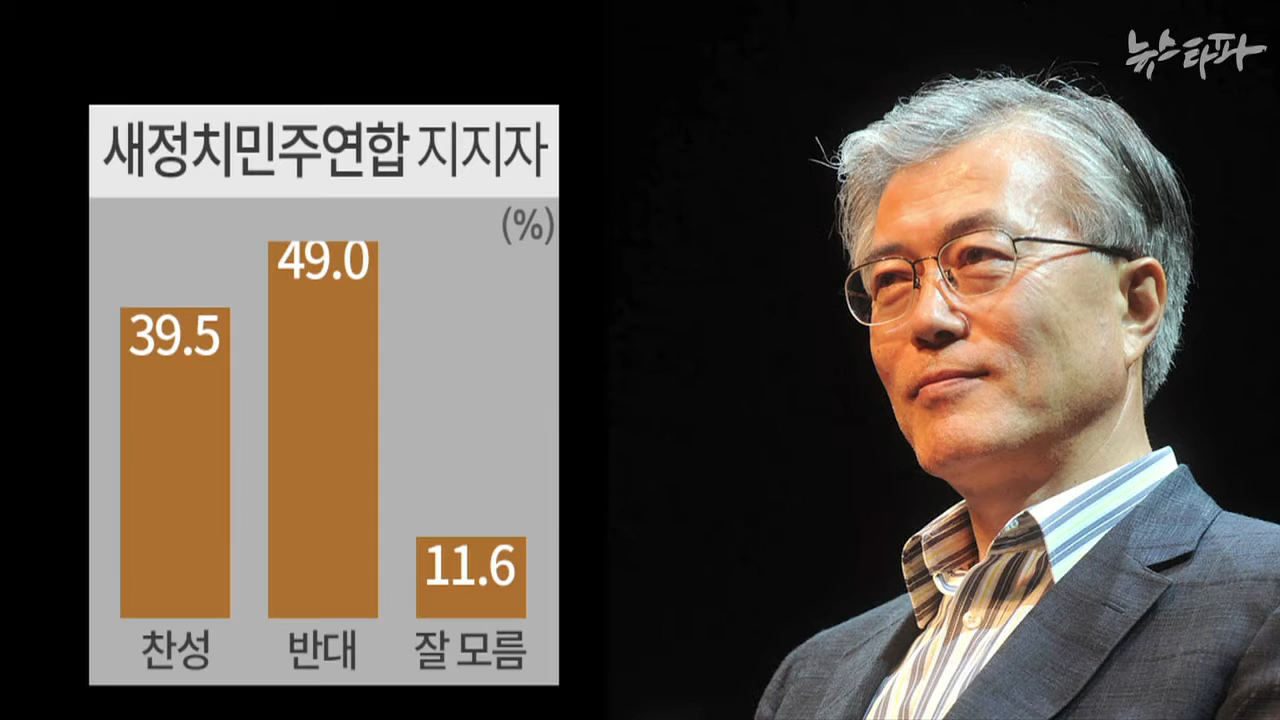 뉴스타파
새정치민주연합 지지자
(%)
39.5
49.0
11.6
찬성
반대
잘 모름